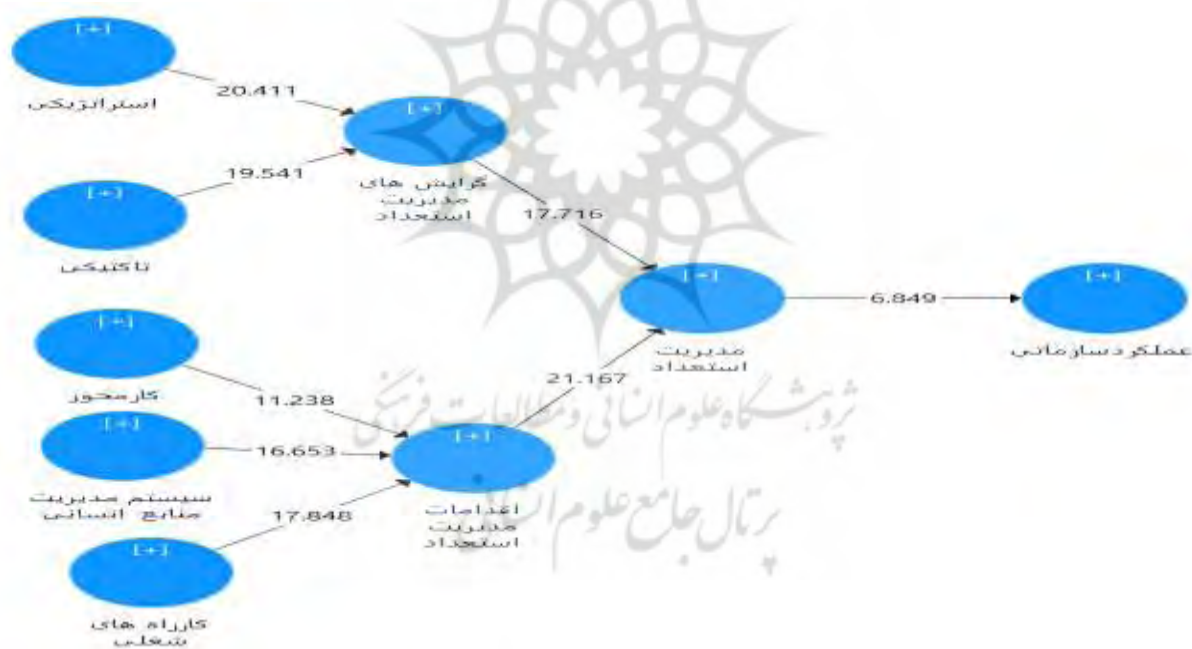 [+]
استراتژیکی
20.411
[+]
گرایش های
مدیریت
استعداد
19.541
[+]
تاکتیکی
17.716
[+]
مدیریت
استعداد
6.849
[+]
عملکردسازمانی
[+]
کارمحور
11.238
21.167
[+]
سیستم مدیریت
منابع انسانی
16.653
[+]
اقدامات
مدیریت
استعداد
17.848
[+]
کارراه های
شغلی
پژوهشگاه علوم انسانی و مطالعات فرهنگی
پرتال جامع علوم انسانی